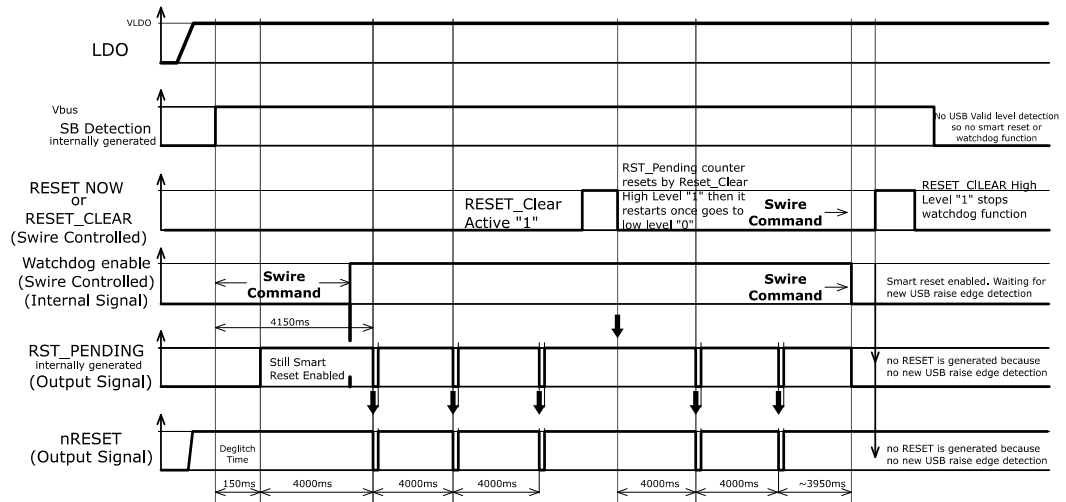 VLDO
LDO
Vbus
SB Detection
internally generated
No USB Valid level detection
so no smart reset or
watchdog function
RESET NOW
or
RESET_CLEAR
(Swire Controlled)
RESET_Clear
Active "1"
RST_Pending counter
resets by Reset_Clear
High Level "1" then it
restarts once goes to
low level "0"
Swire
Command
RESET_ClLEAR High
Level "1" stops
watchdog function
Watchdog enable
(Swire Controlled)
(Internal Signal)
Swire
Command
Swire
Command
Smart reset enabled. Waiting for
new USB raise edge detection
4150ms
RST_PENDING
internally generated
(Output Signal)
Still Smart
Reset Enabled
no RESET is generated because
no new USB raise edge detection
nRESET
(Output Signal)
Deglitch
Time
no RESET is generated because
no new USB raise edge detection
150ms
4000ms
4000ms
4000ms
4000ms
4000ms
~3950ms